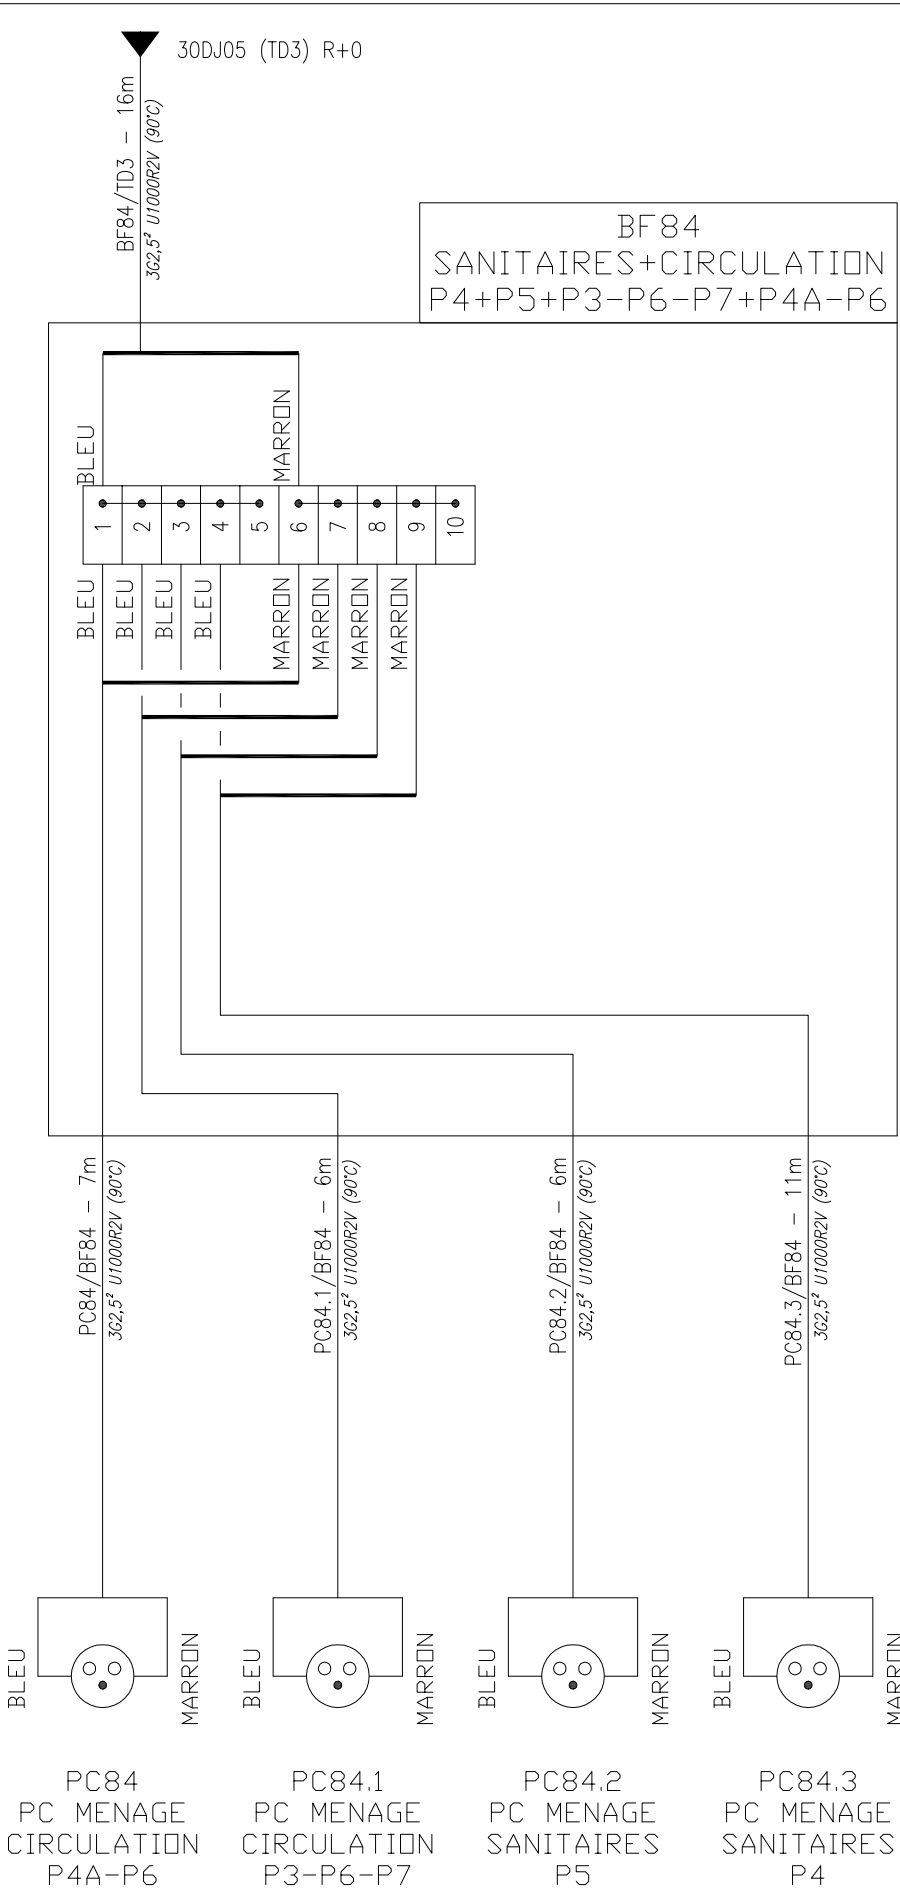 30DJ05 (TD3) R+0
BF84/TD3 - 16m
3G2,5² U1000R2V (90°C)
BF84
SANITAIRES+CIRCULATION
P4+P5+P3-P6-P7+P4A-P6
BLEU
MARRON
1
2
3
4
5
6
7
8
9
10
BLEU
BLEU
BLEU
BLEU
MARRON
MARRON
MARRON
MARRON
PC84/BF84 - 7m
3G2,5² U1000R2V (90°C)
PC84.1/BF84 - 6m
3G2,5² U1000R2V (90°C)
PC84.2/BF84 - 6m
3G2,5² U1000R2V (90°C)
PC84.3/BF84 - 11m
3G2,5² U1000R2V (90°C)
BLEU
MARRON
BLEU
MARRON
BLEU
MARRON
BLEU
MARRON
PC84
PC MENAGE
CIRCULATION
P4A-P6
PC84.1
PC MENAGE
CIRCULATION
P3-P6-P7
PC84.2
PC MENAGE
SANITAIRES
P5
PC84.3
PC MENAGE
SANITAIRES
P4